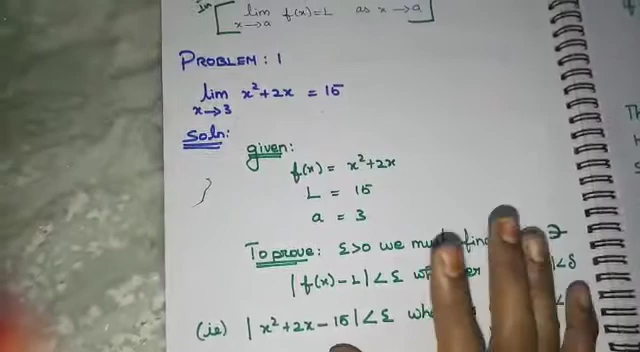 lim f(x)=L as x→a
x→a
PROBLEM: 1
lim x²+2x = 15
x→3
Soln:
given:
f(x) = x²+2x
L = 15
a = 3
To prove: ε>0 we must find
|f(x)-L|<ε |<δ
(ie) |x²+2x-15|<ε